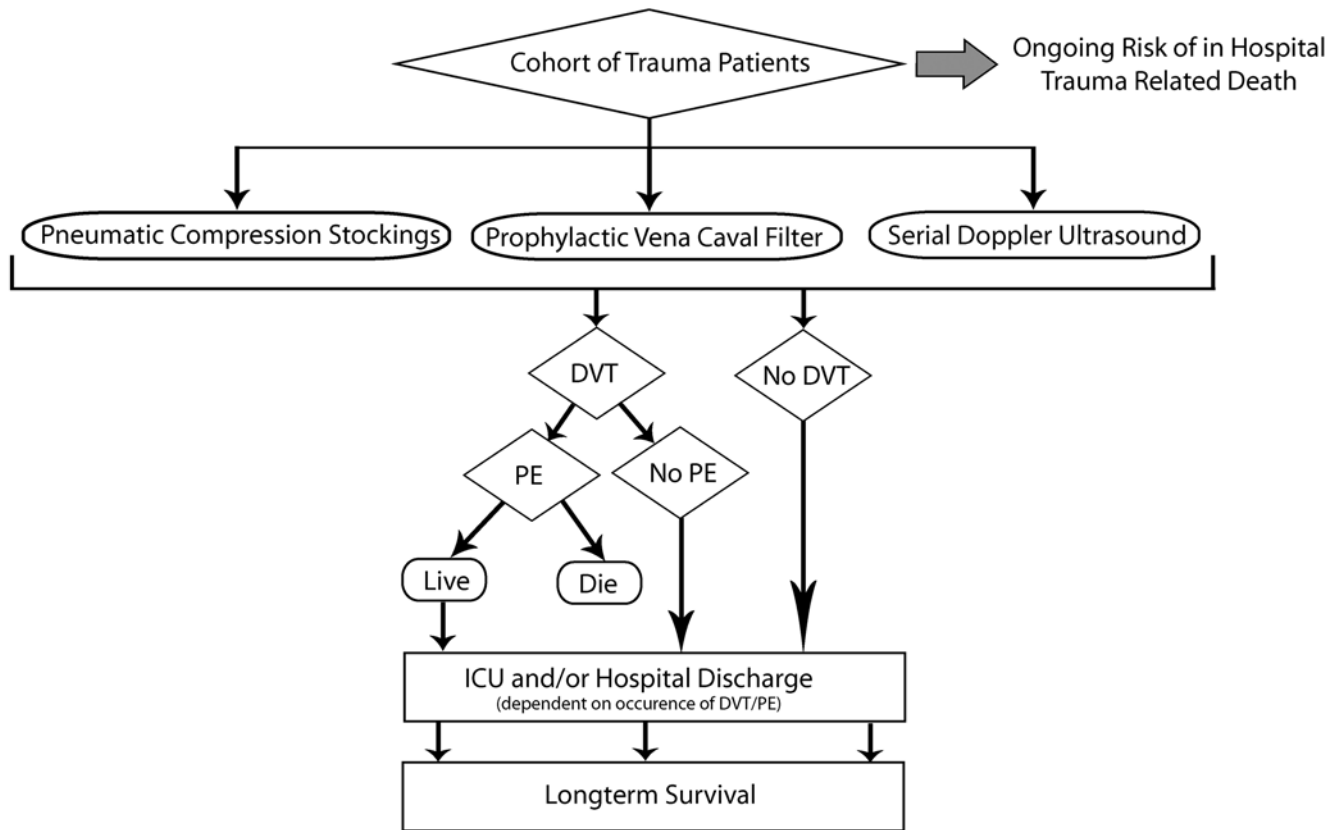 Cohort of Trauma Patients
Ongoing Risk of in Hospital
Trauma Related Death
Pneumatic Compression Stockings
Prophylactic Vena Caval Filter
Serial Doppler Ultrasound
DVT
No DVT
PE
No PE
Live
Die
ICU and/or Hospital Discharge
(dependent on occurence of DVT/PE)
Longterm Survival